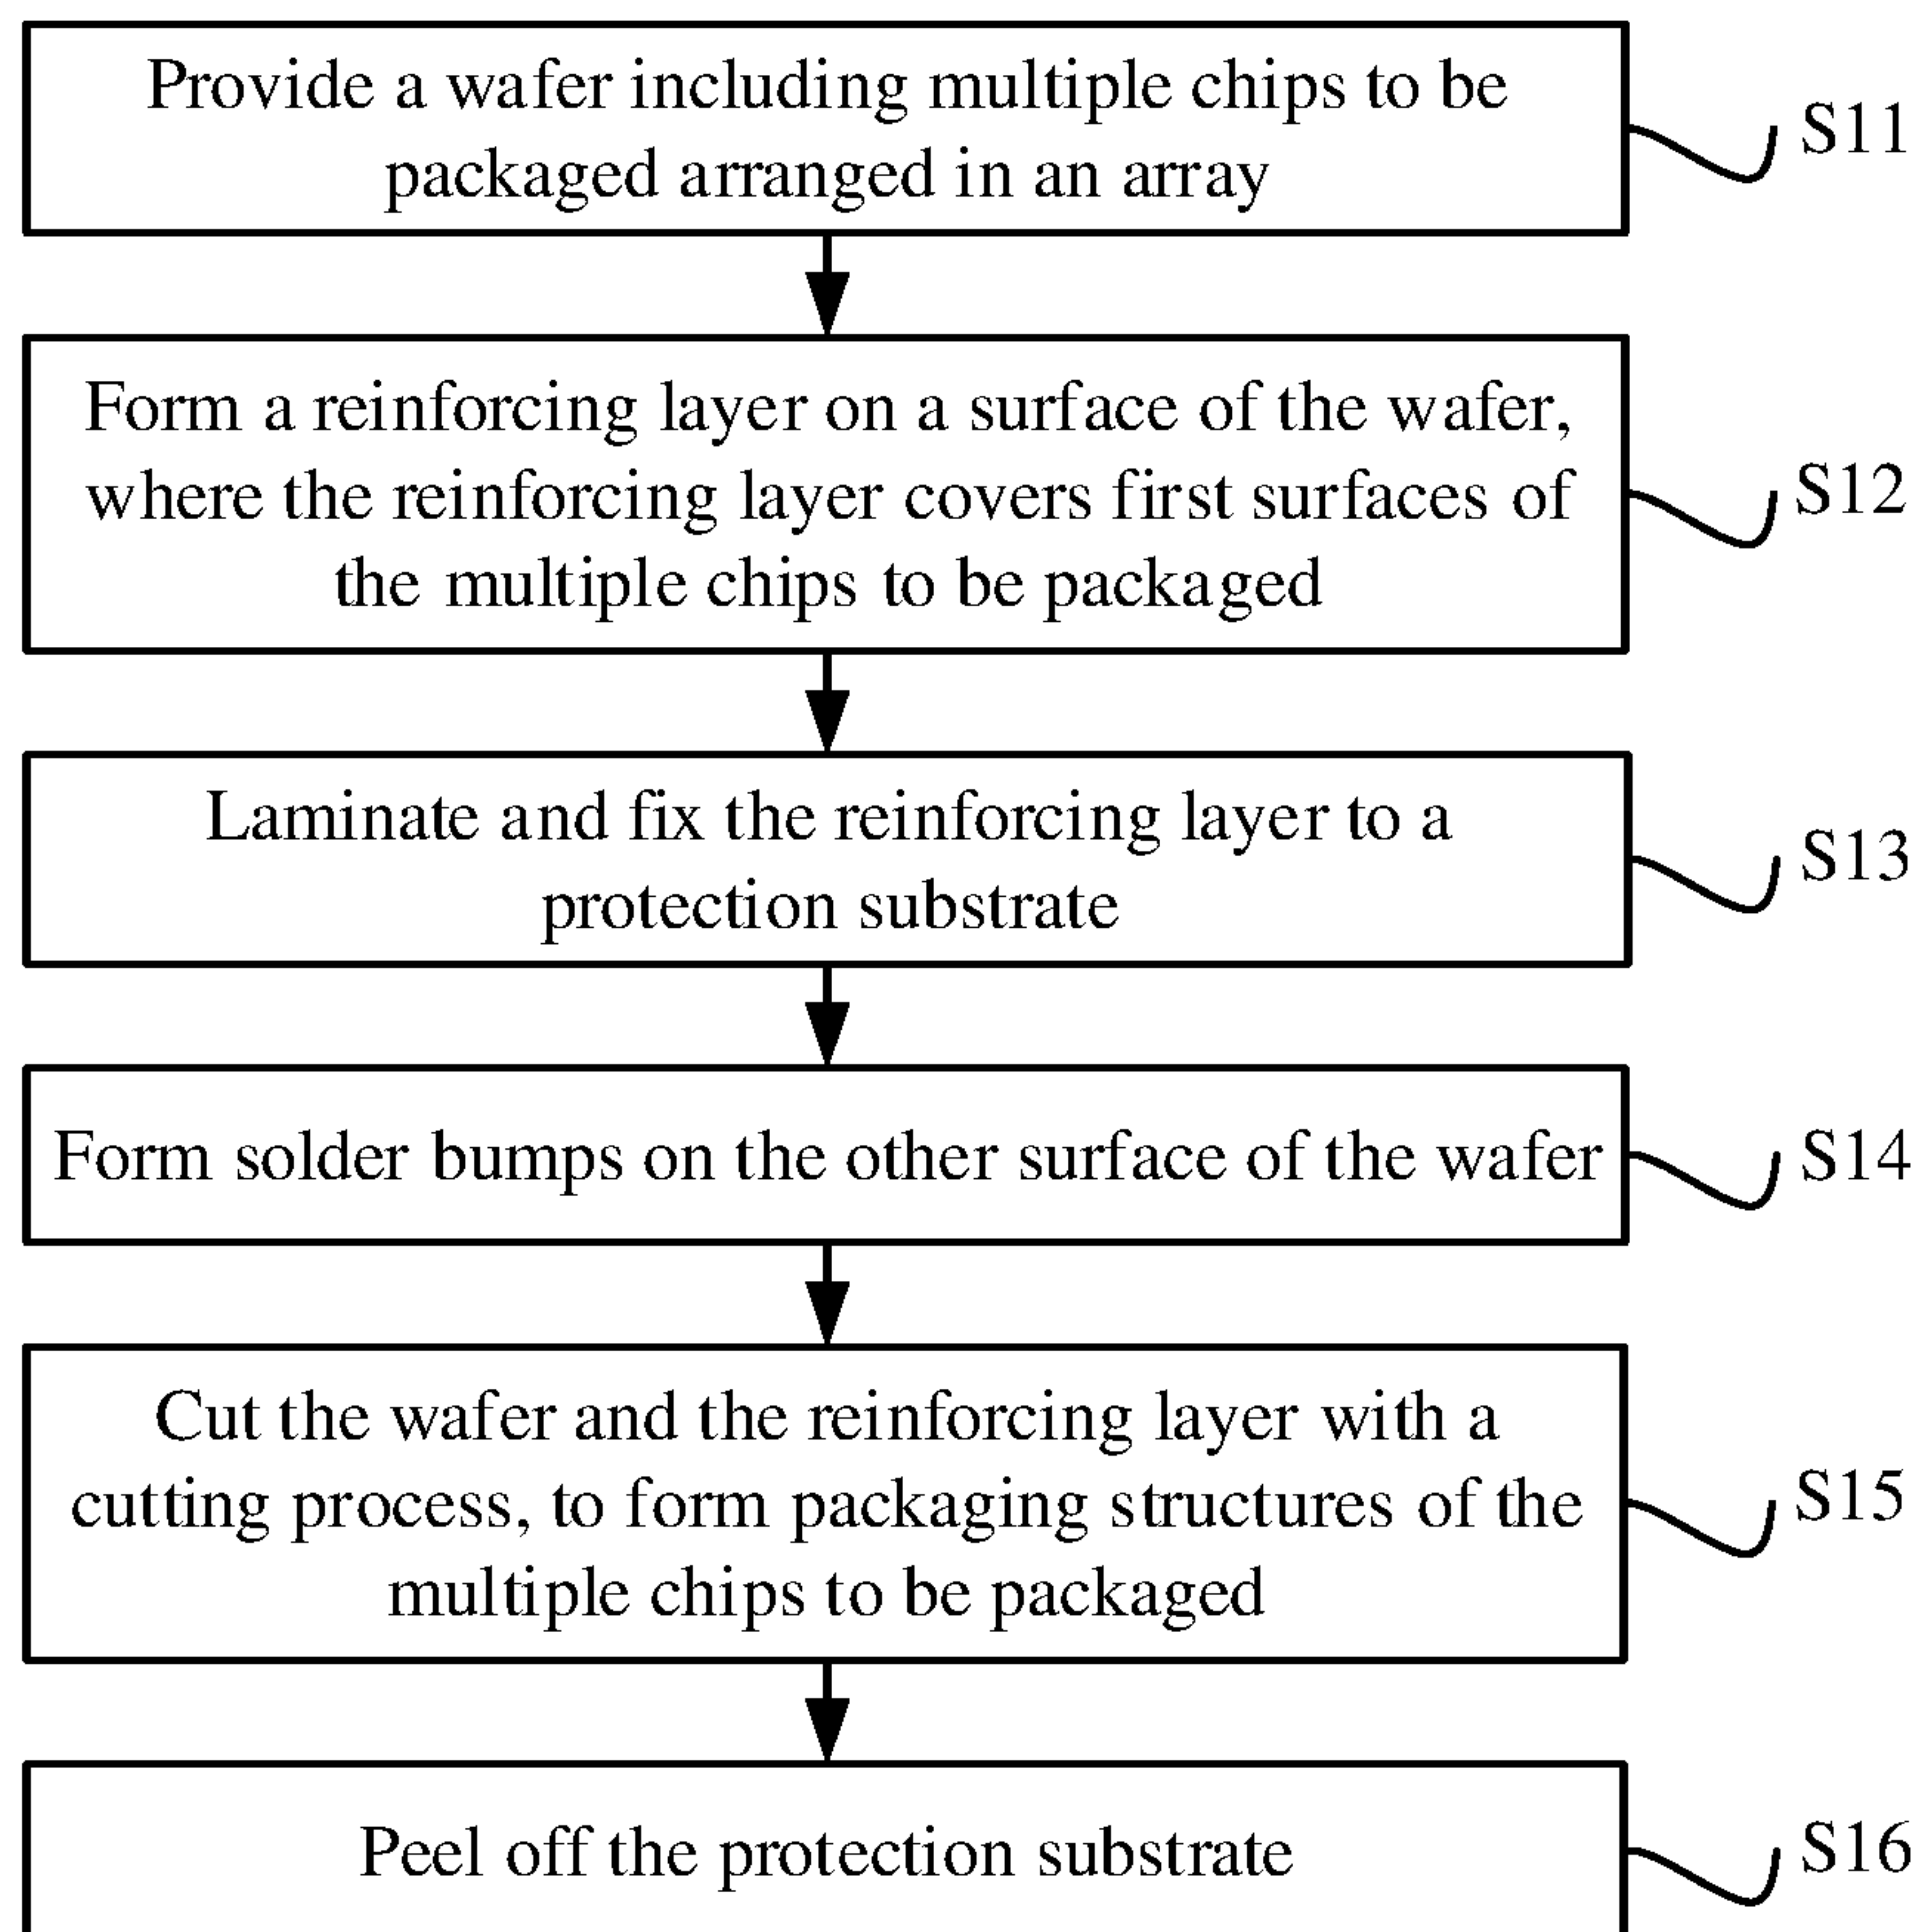 Provide a wafer including multiple chips to be
packaged arranged in an array
S11
Form a reinforcing layer on a surface of the wafer,
where the reinforcing layer covers first surfaces of
the multiple chips to be packaged
S12
Laminate and fix the reinforcing layer to a
protection substrate
S13
Form solder bumps on the other surface of the wafer
S14
Cut the wafer and the reinforcing layer with a
cutting process, to form packaging structures of the
multiple chips to be packaged
S15
Peel off the protection substrate
S16